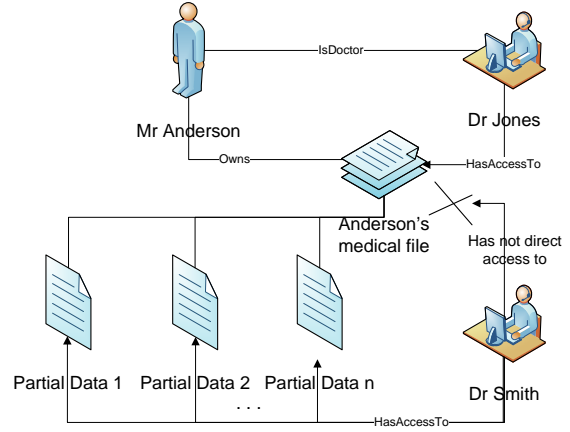 IsDoctor
Mr Anderson
Dr Jones
Owns
HasAccessTo
Anderson's
medical file
Has not direct
access to
Partial Data 1
Partial Data 2
Partial Data n
. . .
Dr Smith
HasAccessTo